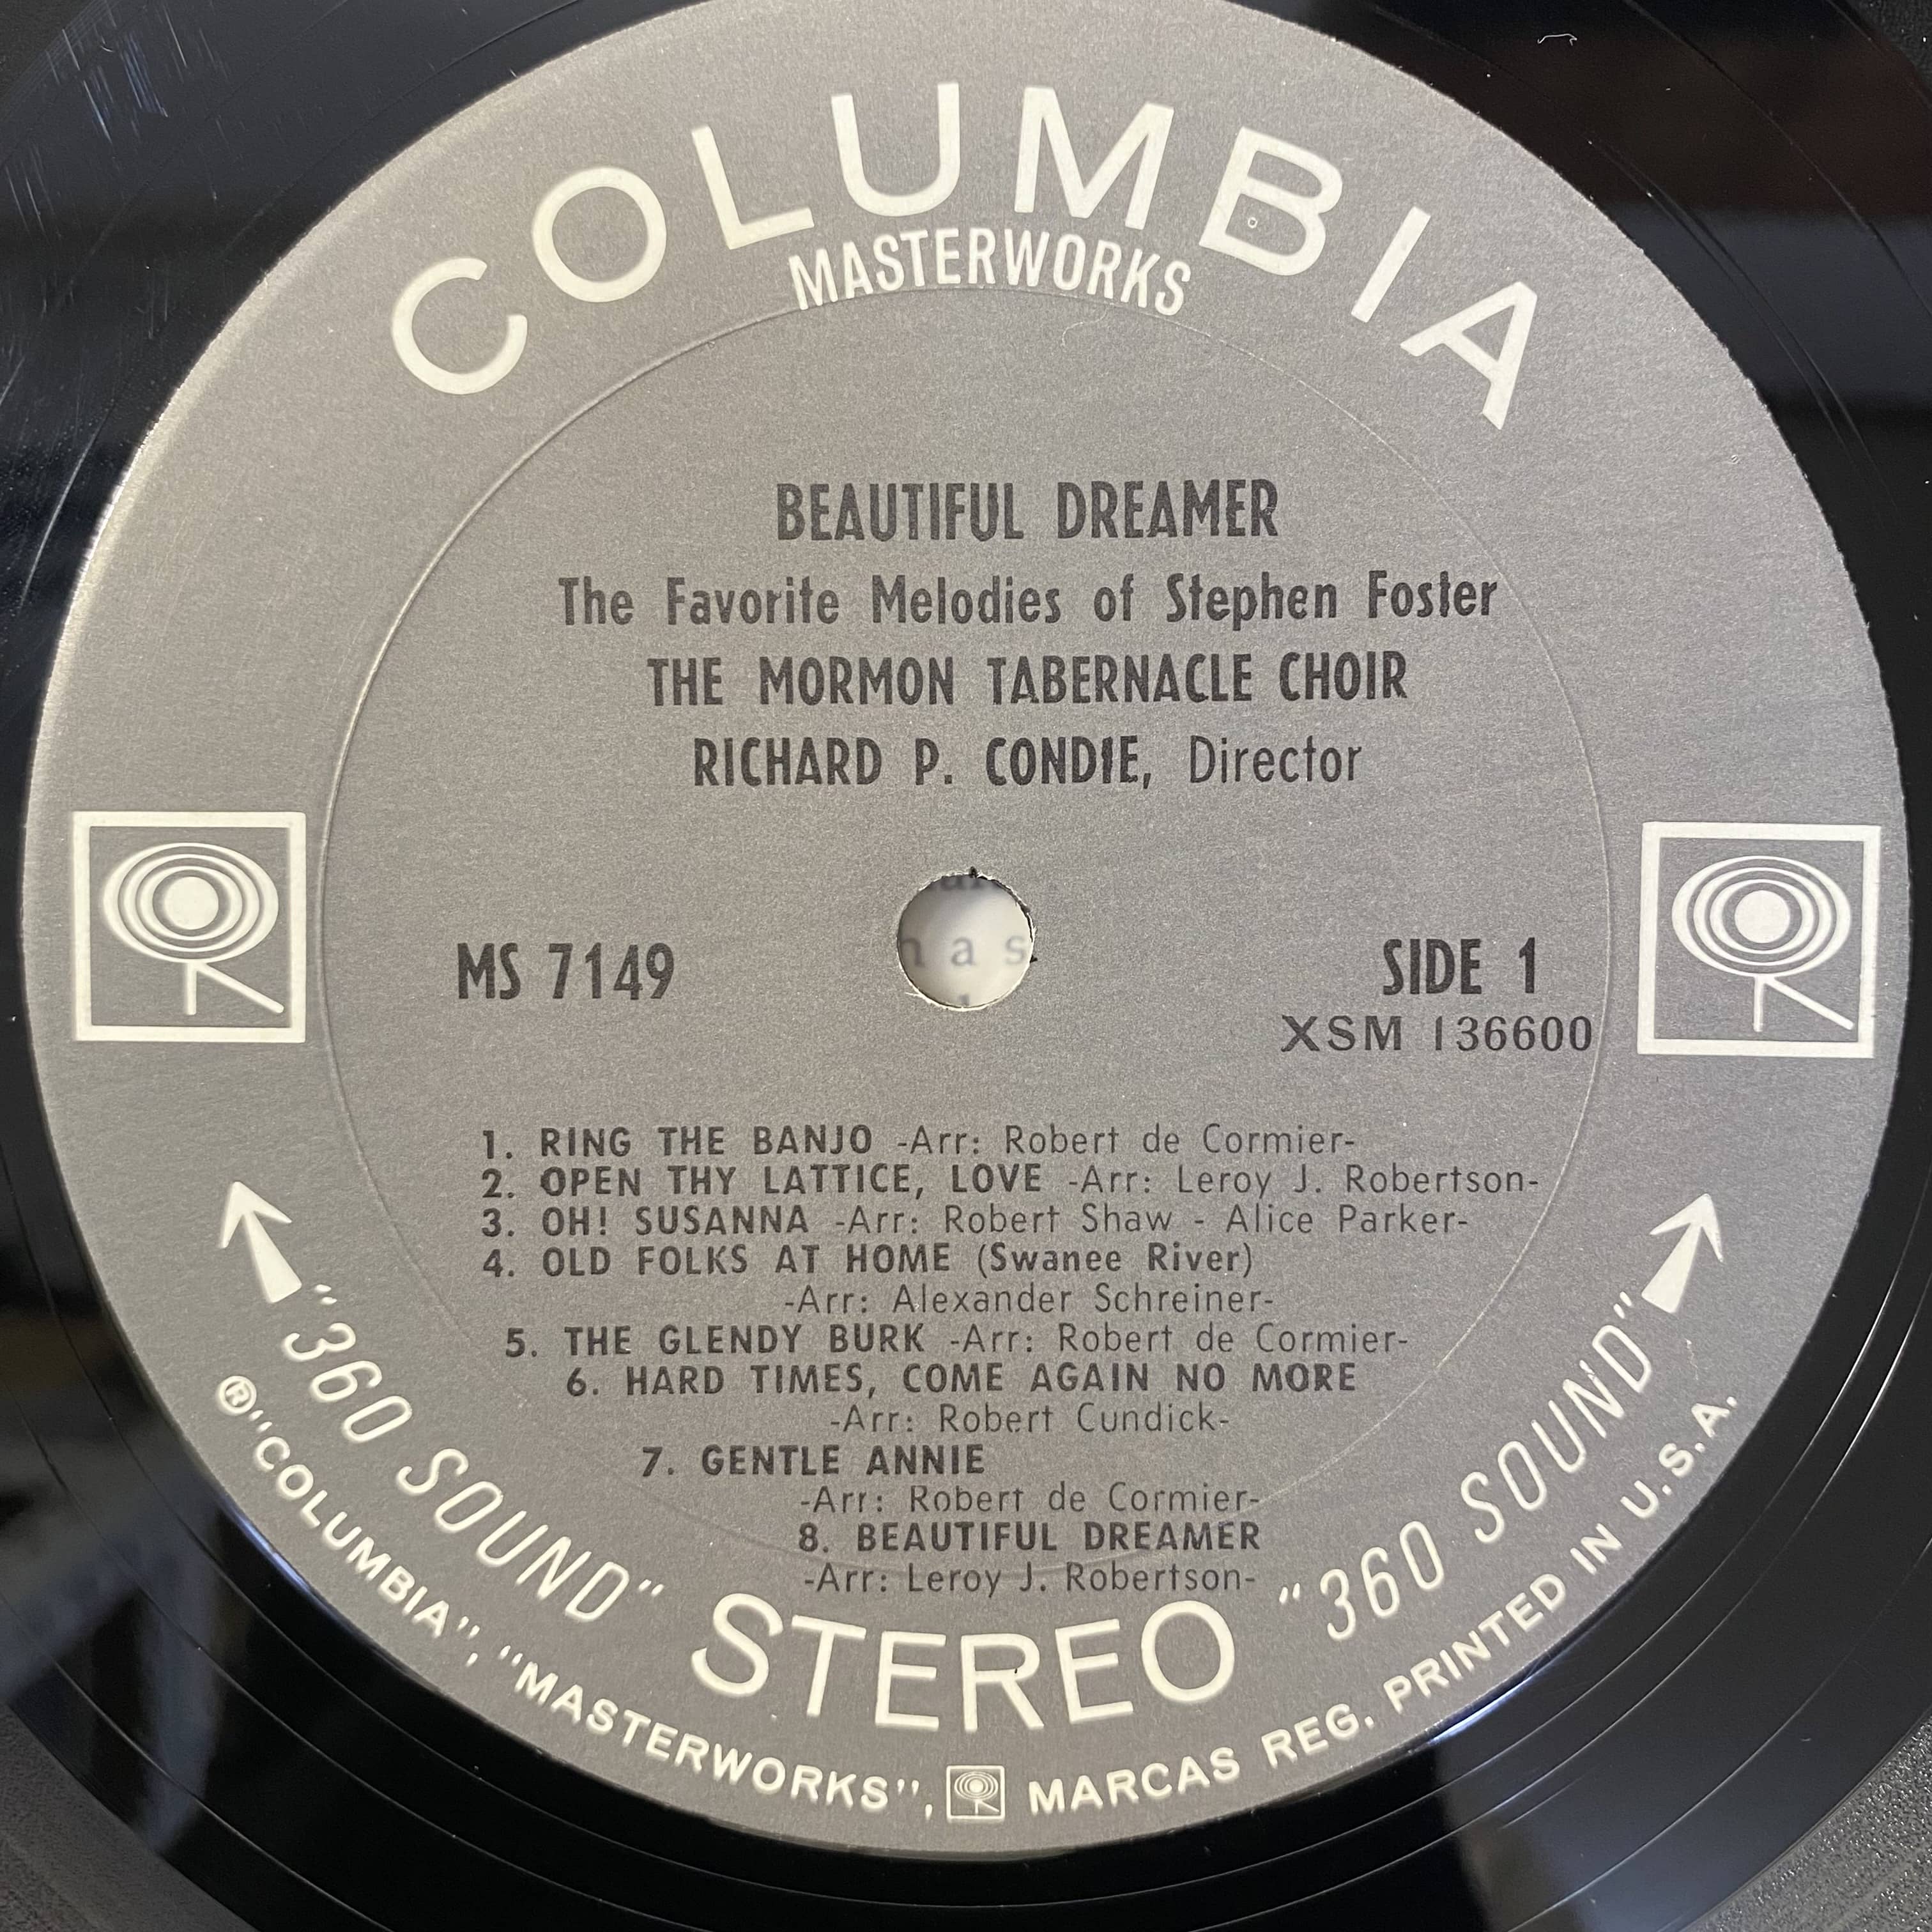 COLUMBIA
MASTERWORKS
BEAUTIFUL DREAMER
The Favorite Melodies of Stephen Foster
THE MORMON TABERNACLE CHOIR
RICHARD P. CONDIE, Director
MS 7149
SIDE 1
XSM 136600
1. RING THE BANJO -Arr: Robert de Cormier-
2. OPEN THY LATTICE, LOVE -Arr: Leroy J. Robertson-
3. OH! SUSANNA -Arr: Robert Shaw - Alice Parker-
4. OLD FOLKS AT HOME (Swanee River)
-Arr: Alexander Schreiner-
5. THE GLENDY BURK -Arr: Robert de Cormier-
6. HARD TIMES, COME AGAIN NO MORE
-Arr: Robert Cundick-
7. GENTLE ANNIE
-Arr: Robert de Cormier-
8. BEAUTIFUL DREAMER
-Arr: Leroy J. Robertson-
"360 SOUND" STEREO "360 SOUND"
® "COLUMBIA", "MASTERWORKS", MARCAS REG. PRINTED IN U.S.A.